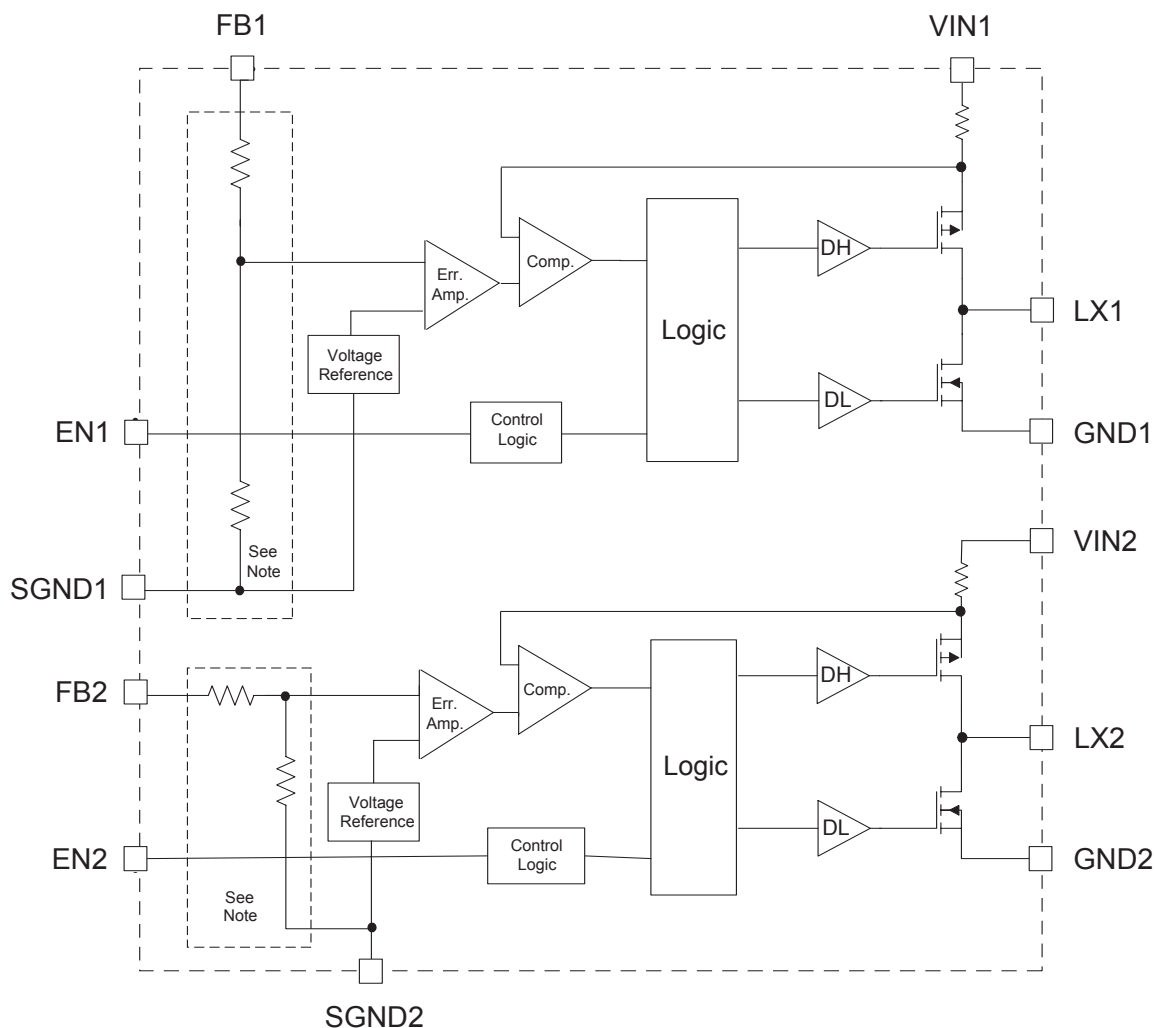 FB1
VIN1
DH
Comp.
Err.
Amp.
LX1
Logic
Voltage
Reference
DL
EN1
Control
Logic
GND1
VIN2
See
Note
SGND1
DH
FB2
Comp.
Err.
Amp.
LX2
Logic
Voltage
Reference
DL
EN2
Control
Logic
GND2
See
Note
SGND2